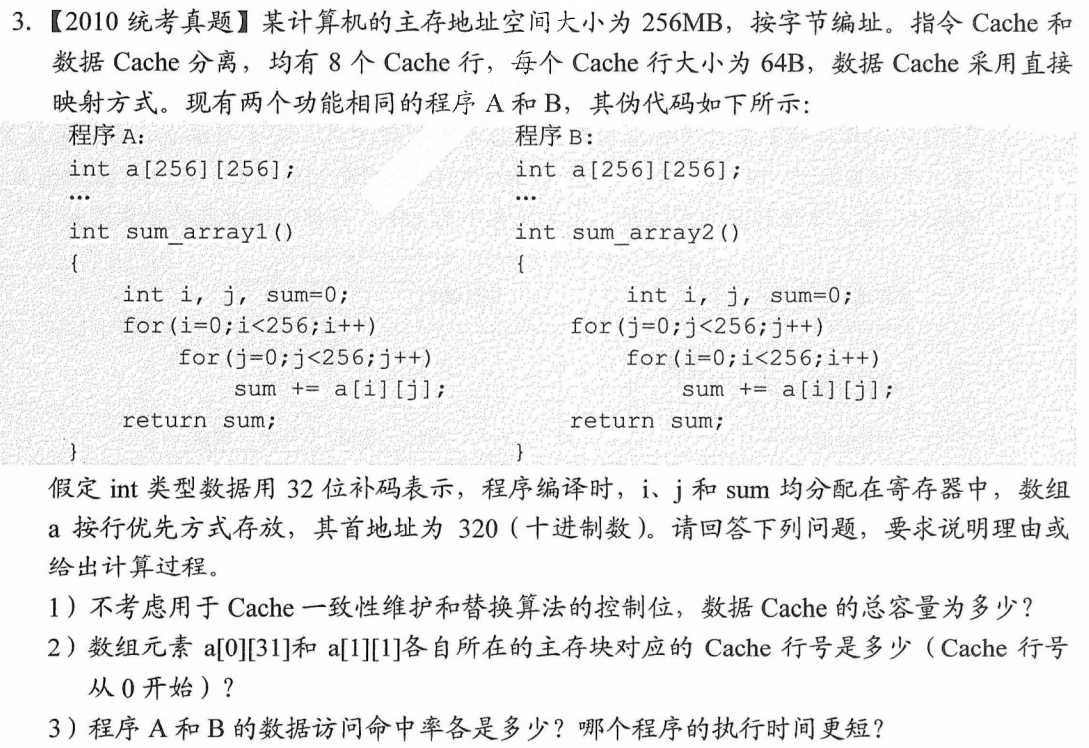 3.【2010 统考真题】某计算机的主存地址空间大小为 256MB，按字节编址。指令 Cache 和
数据 Cache 分离，均有 8 个 Cache 行，每个 Cache 行大小为 64B，数据 Cache 采用直接
映射方式。现有两个功能相同的程序 A 和 B，其伪代码如下所示：
程序 A: 程序 B:
int a[256][256]; int a[256][256];
… …
int sum_array1() int sum_array2()
{ {
int i, j, sum=0; int i, j, sum=0;
for(i=0;i<256;i++) for(j=0;j<256;j++)
for(j=0;j<256;j++) for(i=0;i<256;i++)
sum += a[i][j]; sum += a[i][j];
return sum; return sum;
} }
假定 int 类型数据用 32 位补码表示，程序编译时，i、j 和 sum 均分配在寄存器中，数组
a 按行优先方式存放，其首地址为 320（十进制数）。请回答下列问题，要求说明理由或
给出计算过程。
1）不考虑用于 Cache 一致性维护和替换算法的控制位，数据 Cache 的总容量为多少？
2）数组元素 a[0][31]和 a[1][1]各自所在的主存块对应的 Cache 行号是多少（Cache 行号
从 0 开始）？
3）程序 A 和 B 的数据访问命中率各是多少？哪个程序的执行时间更短？